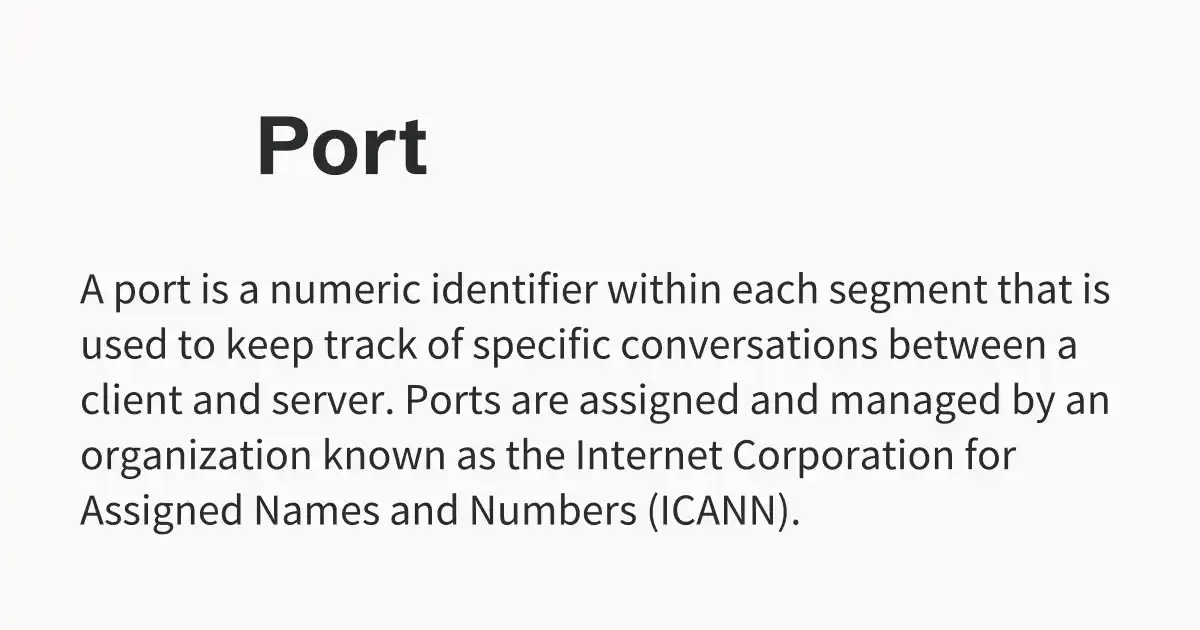 Port
A port is a numeric identifier within each segment that is
used to keep track of specific conversations between a
client and server. Ports are assigned and managed by an
organization known as the Internet Corporation for
Assigned Names and Numbers (ICANN).